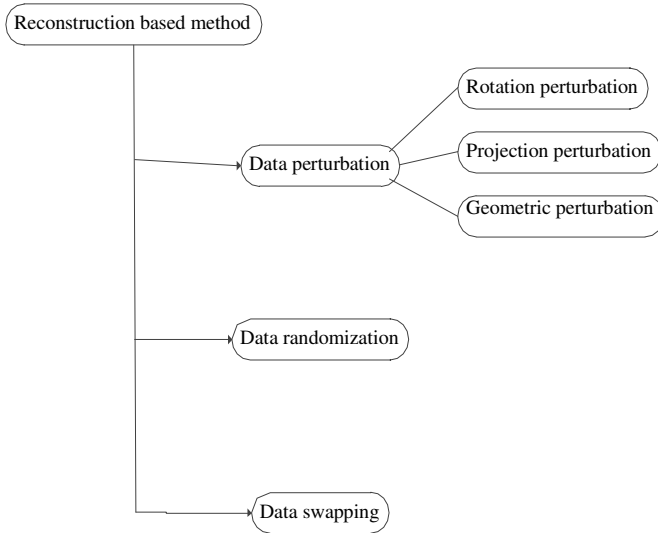 Reconstruction based method
Rotation perturbation
Data perturbation
Projection perturbation
Geometric perturbation
Data randomization
Data swapping